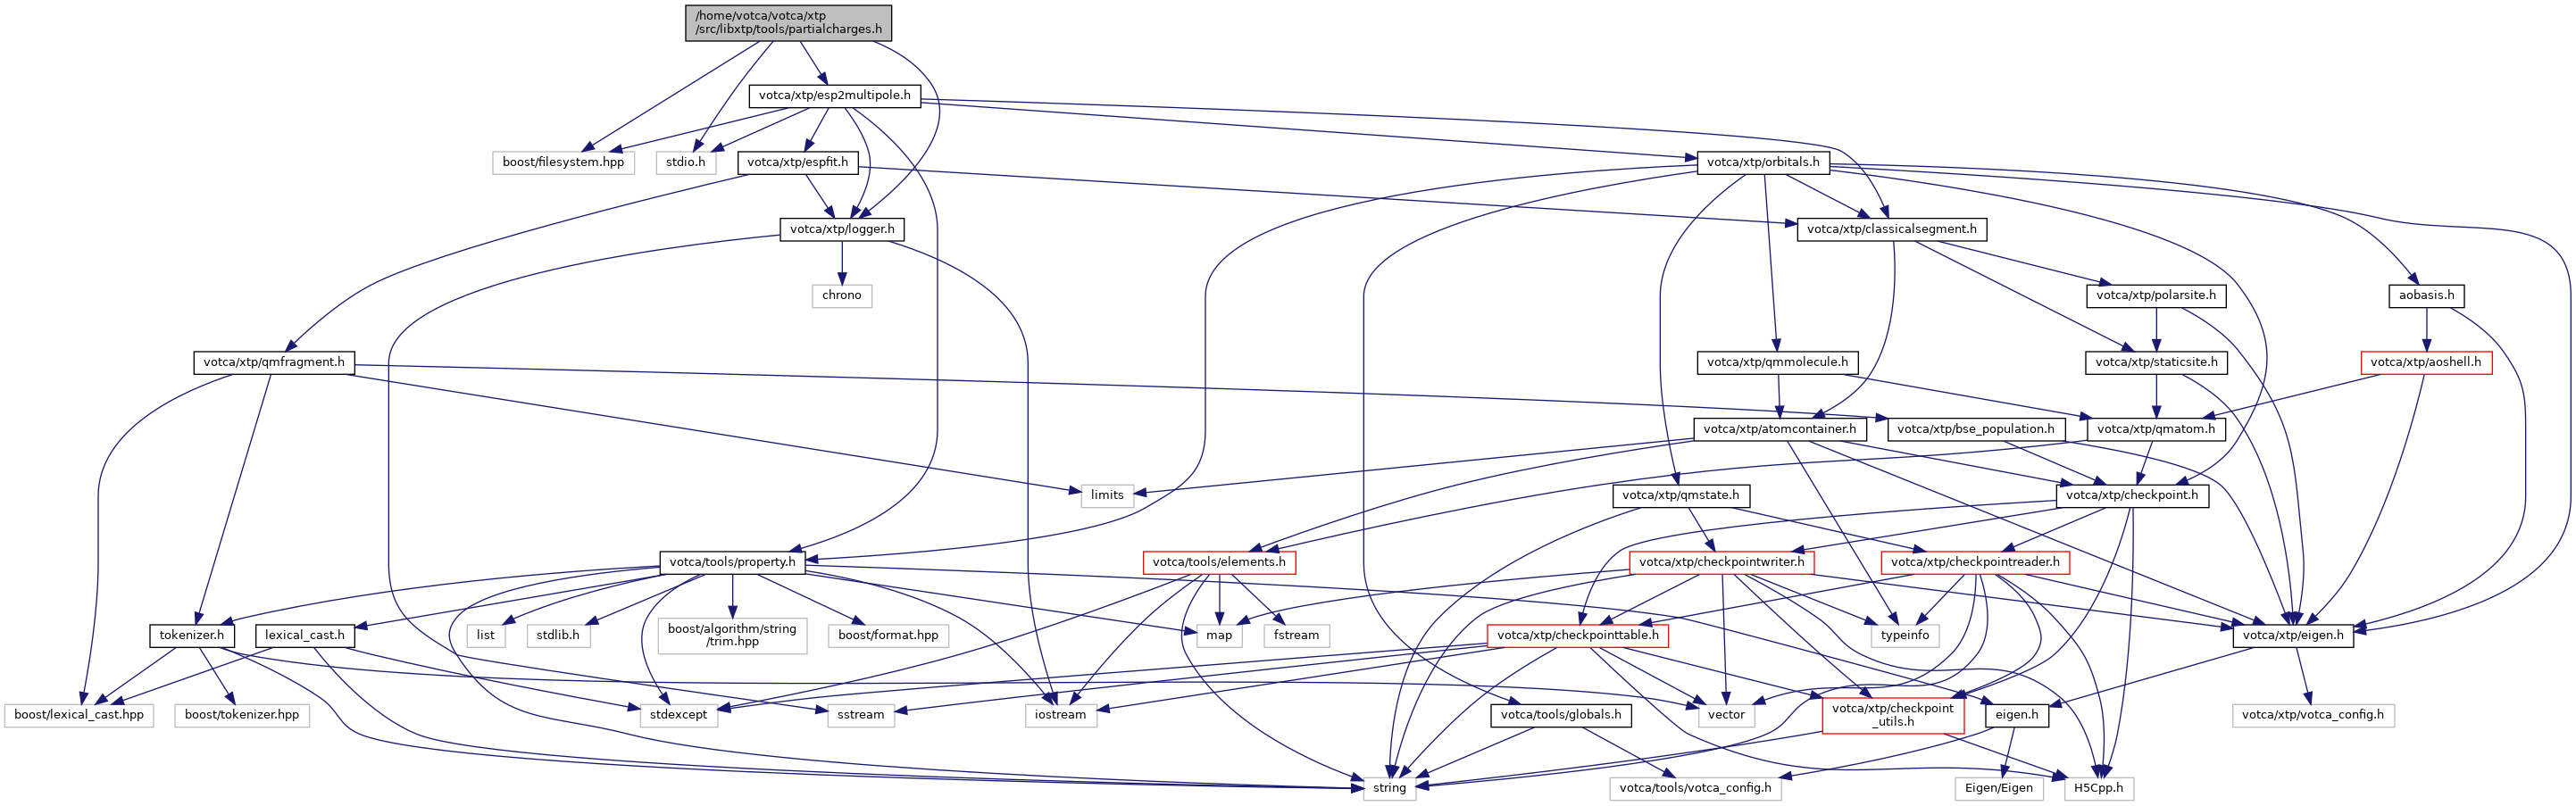 /home/votca/votca/xtp
/src/libxtp/tools/partialcharges.h
votca/xtp/esp2multipole.h
boost/filesystem.hpp
stdio.h
votca/xtp/espfit.h
votca/xtp/orbitals.h
votca/xtp/logger.h
votca/xtp/classicalsegment.h
chrono
votca/xtp/polarsite.h
aobasis.h
votca/xtp/qmfragment.h
votca/xtp/qmmolecule.h
votca/xtp/staticsite.h
votca/xtp/aoshell.h
votca/xtp/atomcontainer.h
votca/xtp/bse_population.h
votca/xtp/qmatom.h
limits
votca/xtp/qmstate.h
votca/xtp/checkpoint.h
votca/tools/property.h
votca/tools/elements.h
votca/xtp/checkpointwriter.h
votca/xtp/checkpointreader.h
tokenizer.h
lexical_cast.h
list
stdlib.h
boost/algorithm/string
/trim.hpp
boost/format.hpp
map
fstream
votca/xtp/checkpointtable.h
typeinfo
votca/xtp/eigen.h
boost/lexical_cast.hpp
boost/tokenizer.hpp
stdexcept
sstream
iostream
votca/tools/globals.h
vector
votca/xtp/checkpoint
_utils.h
eigen.h
votca/xtp/votca_config.h
string
votca/tools/votca_config.h
Eigen/Eigen
H5Cpp.h